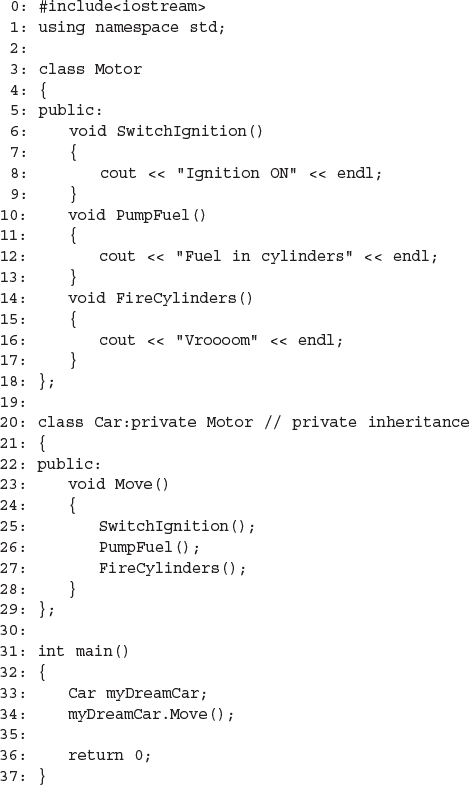 0: #include<iostream>
1: using namespace std;
2:
3: class Motor
4: {
5: public:
6:    void SwitchIgnition()
7:    {
8:       cout << "Ignition ON" << endl;
9:    }
10:    void PumpFuel()
11:    {
12:       cout << "Fuel in cylinders" << endl;
13:    }
14:    void FireCylinders()
15:    {
16:       cout << "Vroooom" << endl;
17:    }
18: };
19:
20: class Car:private Motor // private inheritance
21: {
22: public:
23:    void Move()
24:    {
25:       SwitchIgnition();
26:       PumpFuel();
27:       FireCylinders();
28:    }
29: };
30:
31: int main()
32: {
33:    Car myDreamCar;
34:    myDreamCar.Move();
35:
36:    return 0;
37: }